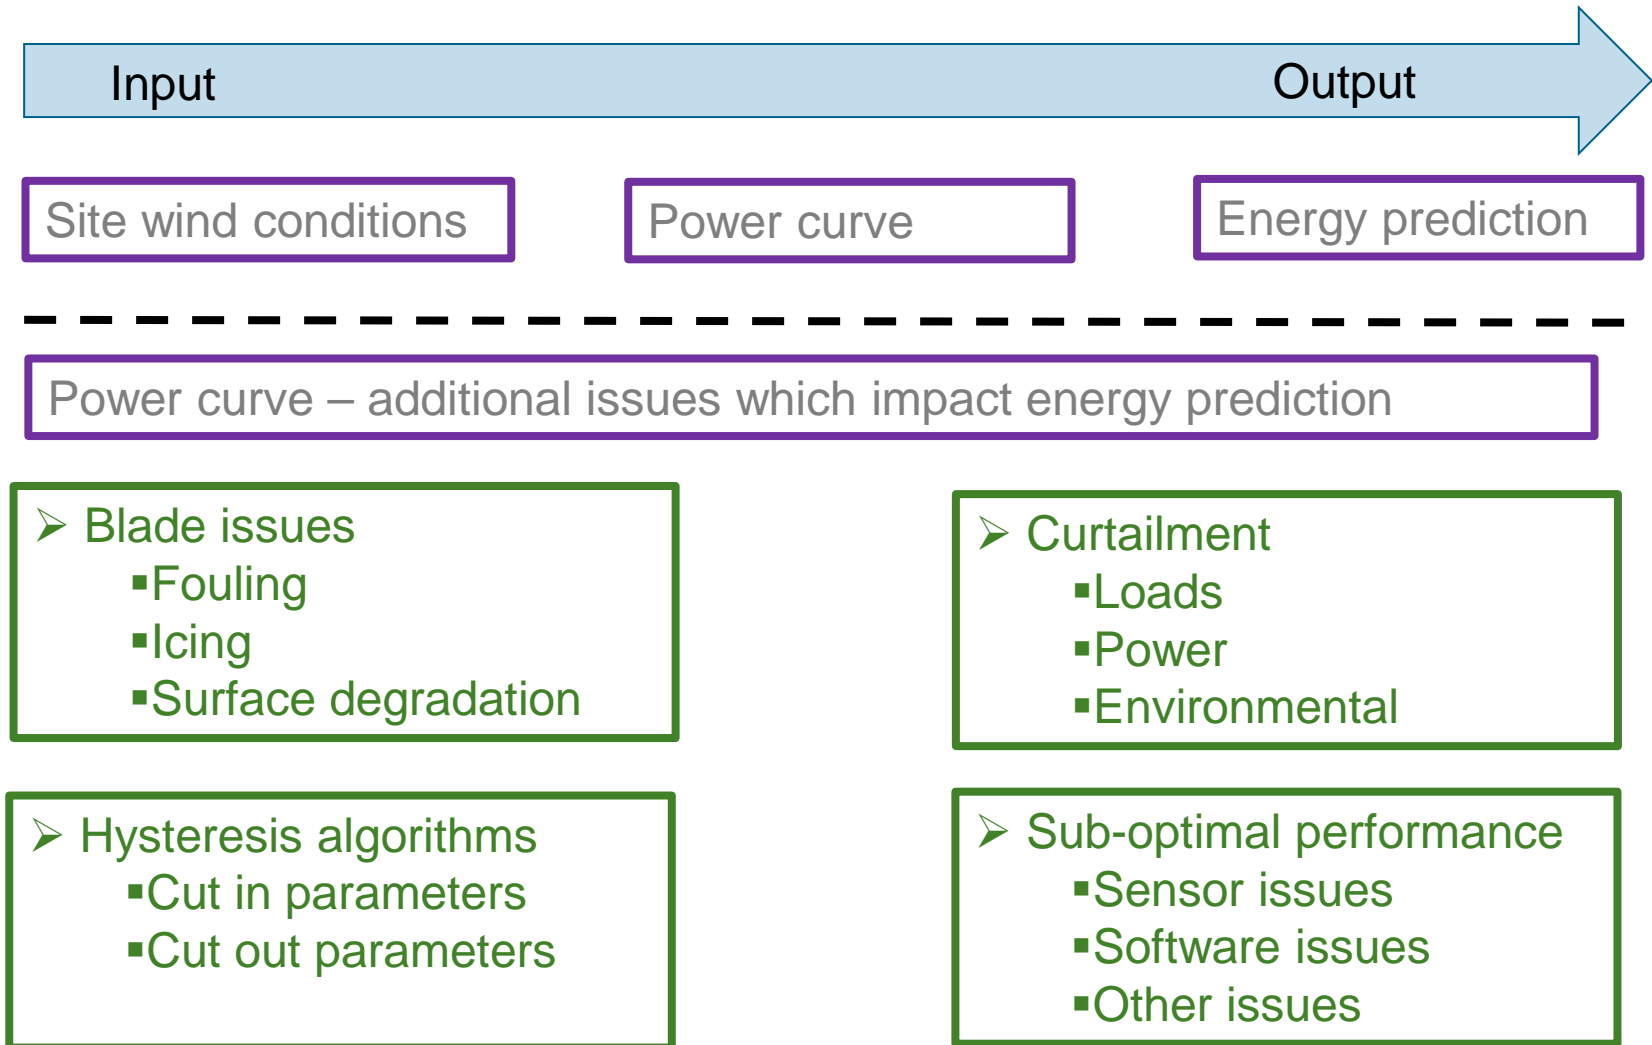 Input
Output
Site wind conditions
Power curve
Energy prediction
Power curve – additional issues which impact energy prediction
➢ Blade issues
▪Fouling
▪Icing
▪Surface degradation
➢ Curtailment
▪Loads
▪Power
▪Environmental
➢ Hysteresis algorithms
▪Cut in parameters
▪Cut out parameters
➢ Sub-optimal performance
▪Sensor issues
▪Software issues
▪Other issues